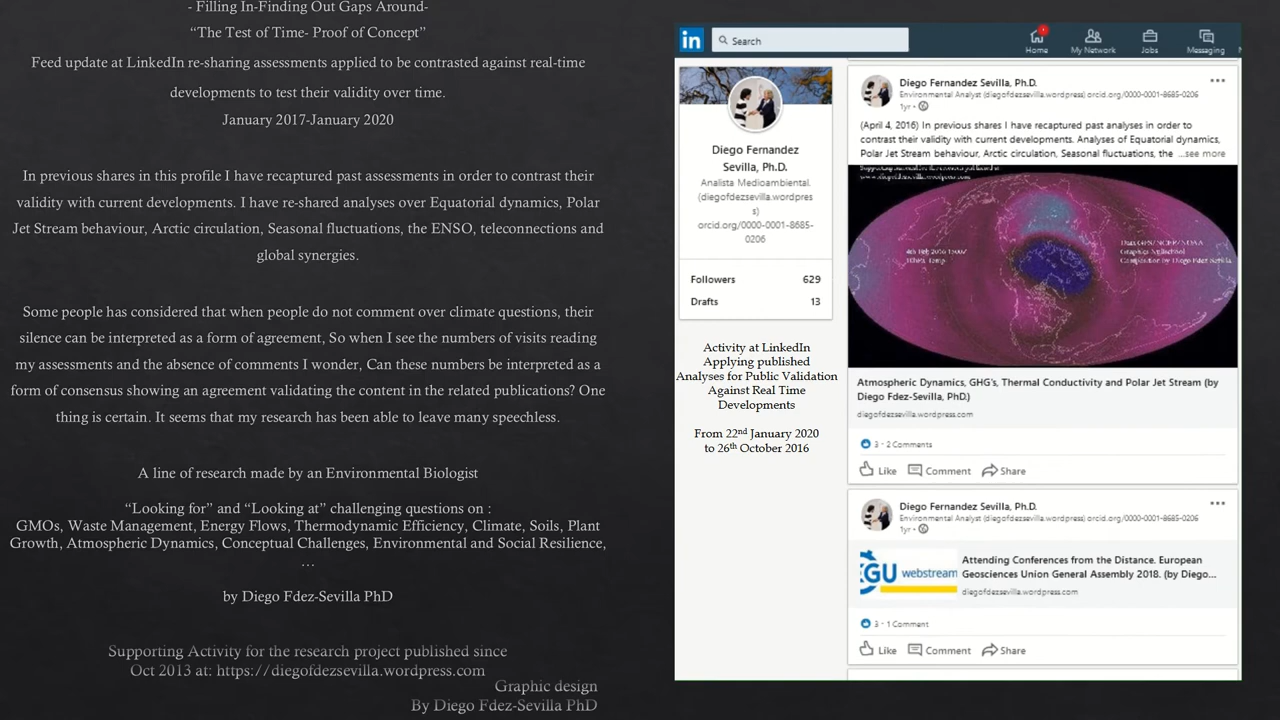 - Filling In-Finding Out Gaps Around-
“The Test of Time- Proof of Concept”
Feed update at LinkedIn re-sharing assessments applied to be contrasted against real-time
developments to test their validity over time.
January 2017-January 2020
In previous shares in this profile I have recaptured past assessments in order to contrast their
validity with current developments. I have re-shared analyses over Equatorial dynamics, Polar
Jet Stream behaviour, Arctic circulation, Seasonal fluctuations, the ENSO, teleconnections and
global synergies.
Some people has considered that when people do not comment over climate questions, their
silence can be interpreted as a form of agreement, So when I see the numbers of visits reading
my assessments and the absence of comments I wonder, Can these numbers be interpreted as a
form of consensus showing an agreement validating the content in the related publications? One
thing is certain. It seems that my research has been able to leave many speechless.
A line of research made by an Environmental Biologist
“Looking for” and “Looking at” challenging questions on :
GMOs, Waste Management, Energy Flows, Thermodynamic Efficiency, Climate, Soils, Plant
Growth, Atmospheric Dynamics, Conceptual Challenges, Environmental and Social Resilience,
…
by Diego Fdez-Sevilla PhD
Supporting Activity for the research project published since
Oct 2013 at: https://diegofdezsevilla.wordpress.com
Graphic design
By Diego Fdez-Sevilla PhD
in
Search
Home
My Network
Jobs
Messaging
Diego Fernandez
Sevilla, Ph.D.
Analista Medioambiental.
(diegofdezsevilla.wordpres
s)
orcid.org/0000-0001-8685-
0206
Followers 629
Drafts 13
Activity at LinkedIn
Applying published
Analyses for Public Validation
Against Real Time
Developments
From 22nd January 2020
to 26th October 2016
Diego Fernandez Sevilla, Ph.D.
Environmental Analyst (diegofdezsevilla.wordpress) orcid.org/0000-0001-8685-0206
1yr •
(April 4, 2016) In previous shares I have recaptured past analyses in order to
contrast their validity with current developments. Analyses of Equatorial dynamics,
Polar Jet Stream behaviour, Arctic circulation, Seasonal fluctuations, the ...see more
Data GFS/NCEP/NOAA
Composition by Diego Fdez-Sevilla
Atmospheric Dynamics, GHG's, Thermal Conductivity and Polar Jet Stream (by
Diego Fdez-Sevilla, PhD.)
diegofdezsevilla.wordpress.com
3 · 2 Comments
Like Comment Share
Diego Fernandez Sevilla, Ph.D.
Environmental Analyst (diegofdezsevilla.wordpress) orcid.org/0000-0001-8685-0206
1yr •
EGU webstream
Attending Conferences from the Distance. European
Geosciences Union General Assembly 2018. (by Diego...
diegofdezsevilla.wordpress.com
3 · 1 Comment
Like Comment Share